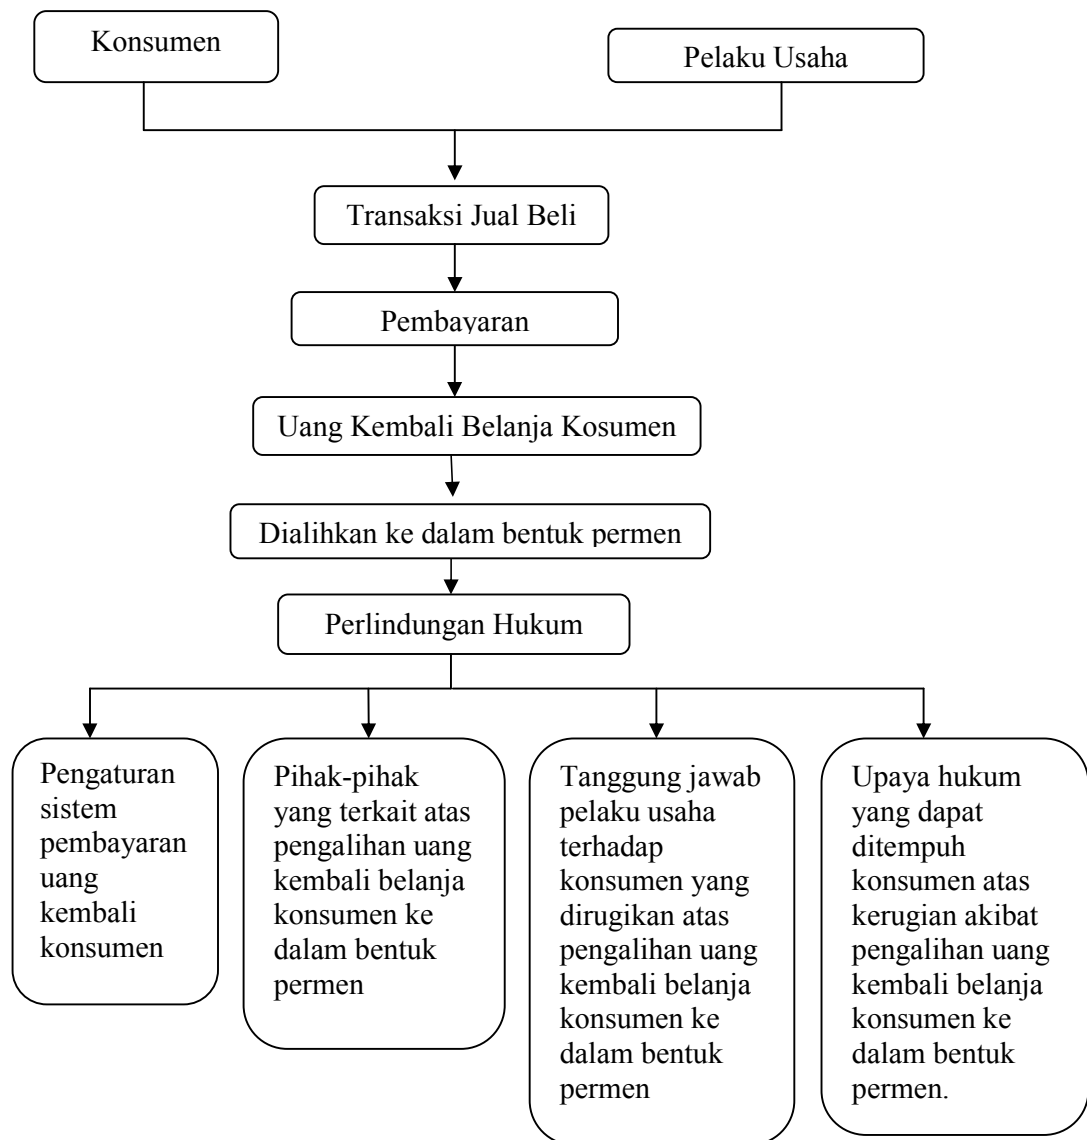 Konsumen
Pelaku Usaha
Transaksi Jual Beli
Pembayaran
Uang Kembali Belanja Kosumen
Dialihkan ke dalam bentuk permen
Perlindungan Hukum
Pengaturan
sistem
pembayaran
uang
kembali
konsumen
Pihak-pihak
yang terkait atas
pengalihan uang
kembali belanja
konsumen ke
dalam bentuk
permen
Tanggung jawab
pelaku usaha
terhadap
konsumen yang
dirugikan atas
pengalihan uang
kembali belanja
konsumen ke
dalam bentuk
permen
Upaya hukum
yang dapat
ditempuh
konsumen atas
kerugian akibat
pengalihan uang
kembali belanja
konsumen ke
dalam bentuk
permen.